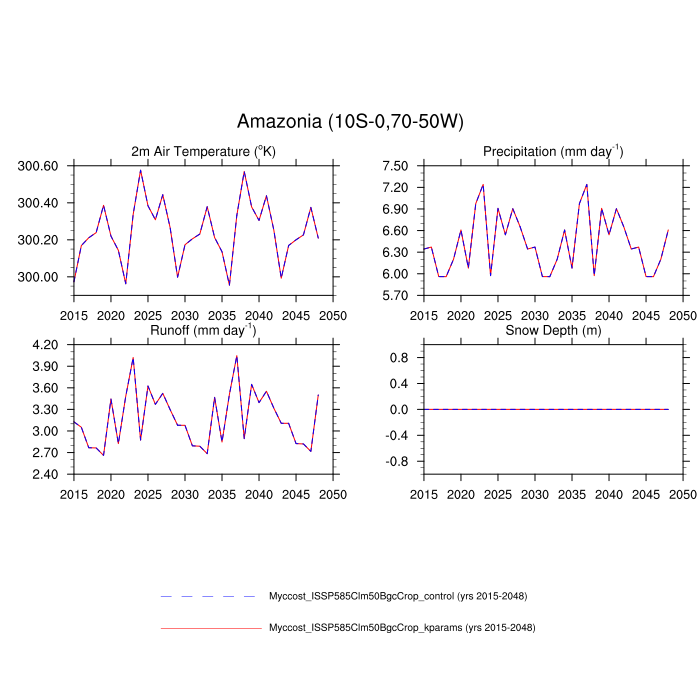 Amazonia (10S-0,70-50W)
2m Air Temperature (°K)
300.60
300.40
300.20
300.00
2015 2020 2025 2030 2035 2040 2045 2050
Precipitation (mm day⁻¹)
7.50
7.20
6.90
6.60
6.30
6.00
5.70
2015 2020 2025 2030 2035 2040 2045 2050
Runoff (mm day⁻¹)
4.20
3.90
3.60
3.30
3.00
2.70
2.40
2015 2020 2025 2030 2035 2040 2045 2050
Snow Depth (m)
0.8
0.4
0.0
-0.4
-0.8
2015 2020 2025 2030 2035 2040 2045 2050
Myccost_ISSP585Clm50BgcCrop_control (yrs 2015-2048)
Myccost_ISSP585Clm50BgcCrop_kparams (yrs 2015-2048)